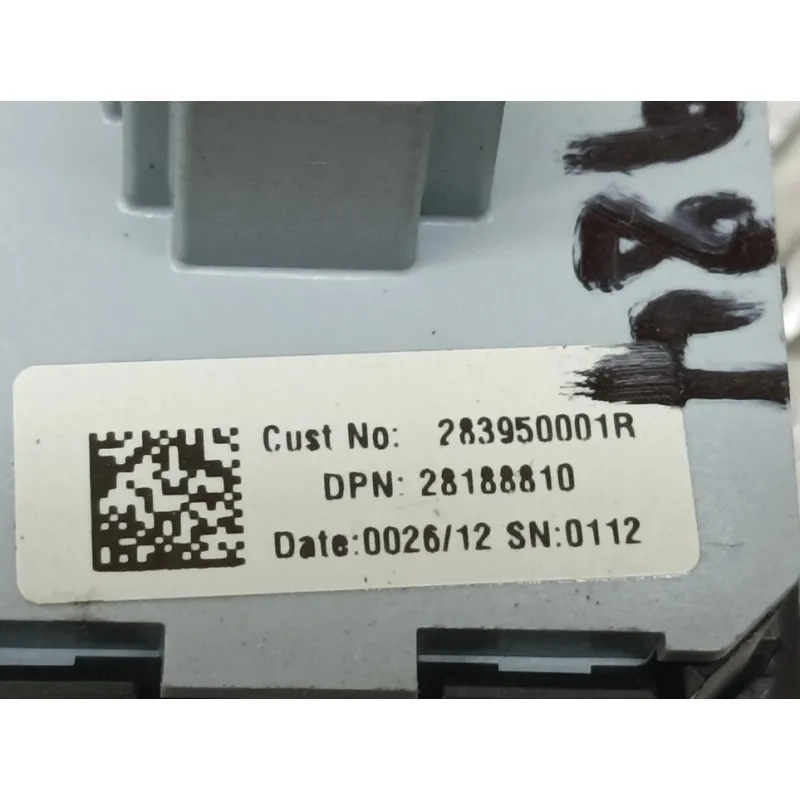 Cust No: 283950001R
DPN: 28188810
Date:0026/12 SN:0112